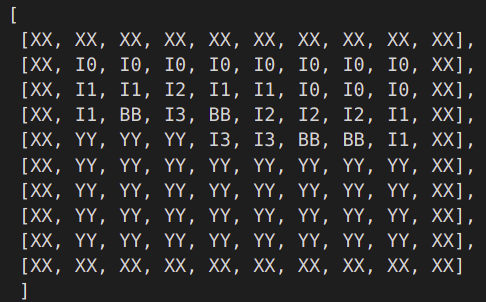 [
[XX, XX, XX, XX, XX, XX, XX, XX, XX, XX],
[XX, I0, I0, I0, I0, I0, I0, I0, I0, XX],
[XX, I1, I1, I2, I1, I1, I0, I0, I0, XX],
[XX, I1, BB, I3, BB, I2, I2, I2, I1, XX],
[XX, YY, YY, YY, I3, I3, BB, BB, I1, XX],
[XX, YY, YY, YY, YY, YY, YY, YY, YY, XX],
[XX, YY, YY, YY, YY, YY, YY, YY, YY, XX],
[XX, YY, YY, YY, YY, YY, YY, YY, YY, XX],
[XX, YY, YY, YY, YY, YY, YY, YY, YY, XX],
[XX, XX, XX, XX, XX, XX, XX, XX, XX, XX]
]